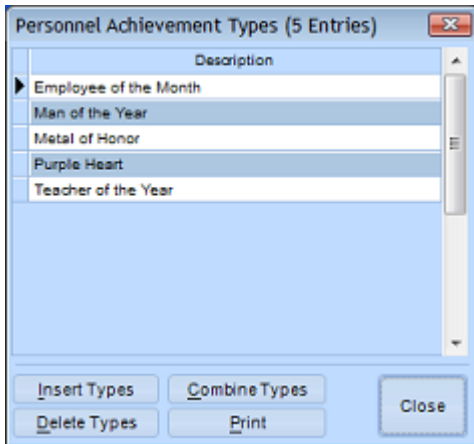 Personnel Achievement Types (5 Entries)
Description
Employee of the Month
Man of the Year
Metal of Honor
Purple Heart
Teacher of the Year
Insert Types
Combine Types
Close
Delete Types
Print